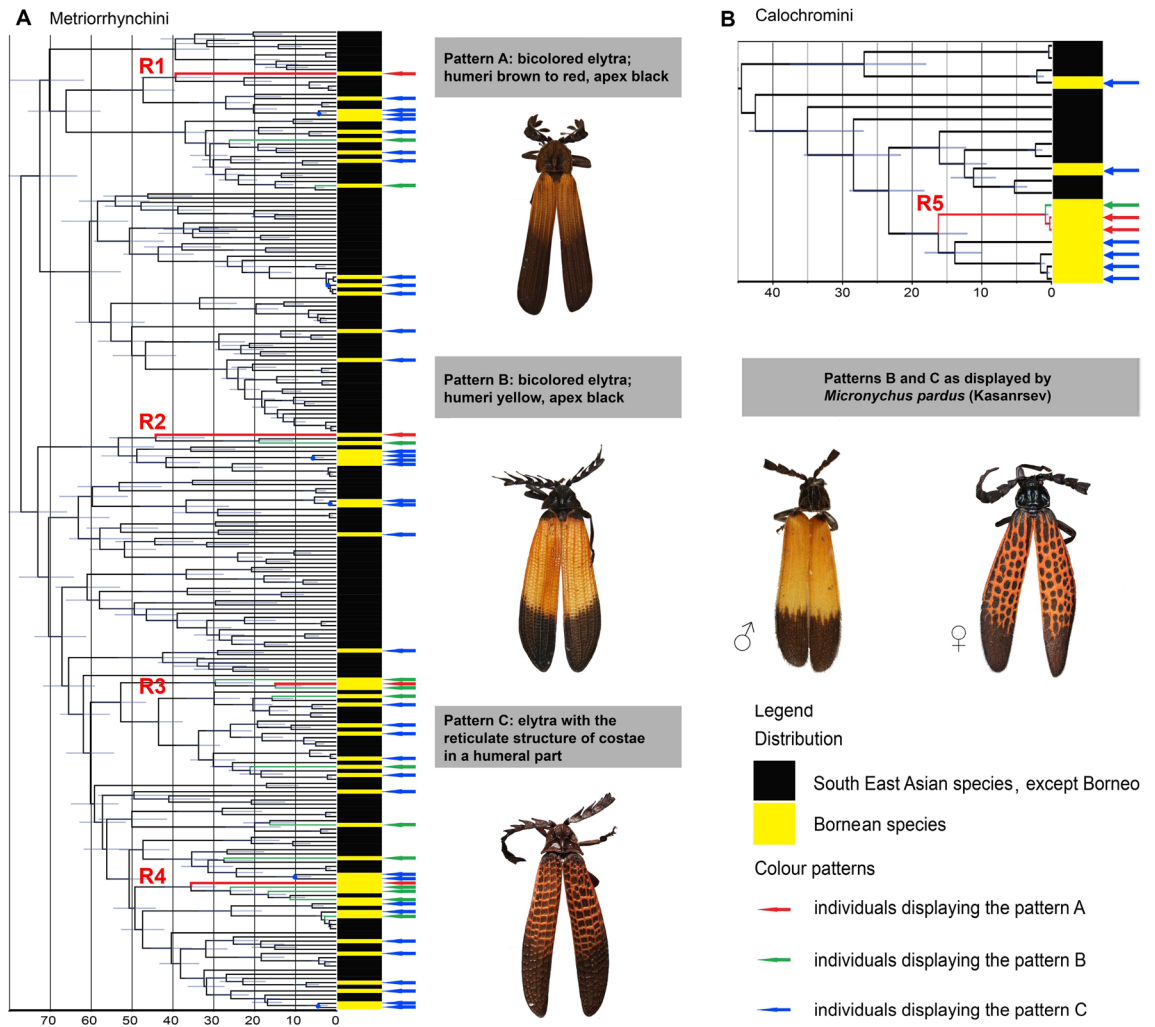 A Metriorrhynchini
R1
R2
R3
R4
70 60 50 40 30 20 10 0
Pattern A: bicolored elytra;
humeri brown to red, apex black
Pattern B: bicolored elytra;
humeri yellow, apex black
Pattern C: elytra with the
reticulate structure of costae
in a humeral part
B Calochromini
R5
40 30 20 10 0
Patterns B and C as displayed by
Micronychus pardus (Kasanrsev)
♂
♀
Legend
Distribution
South East Asian species, except Borneo
Bornean species
Colour patterns
individuals displaying the pattern A
individuals displaying the pattern B
individuals displaying the pattern C